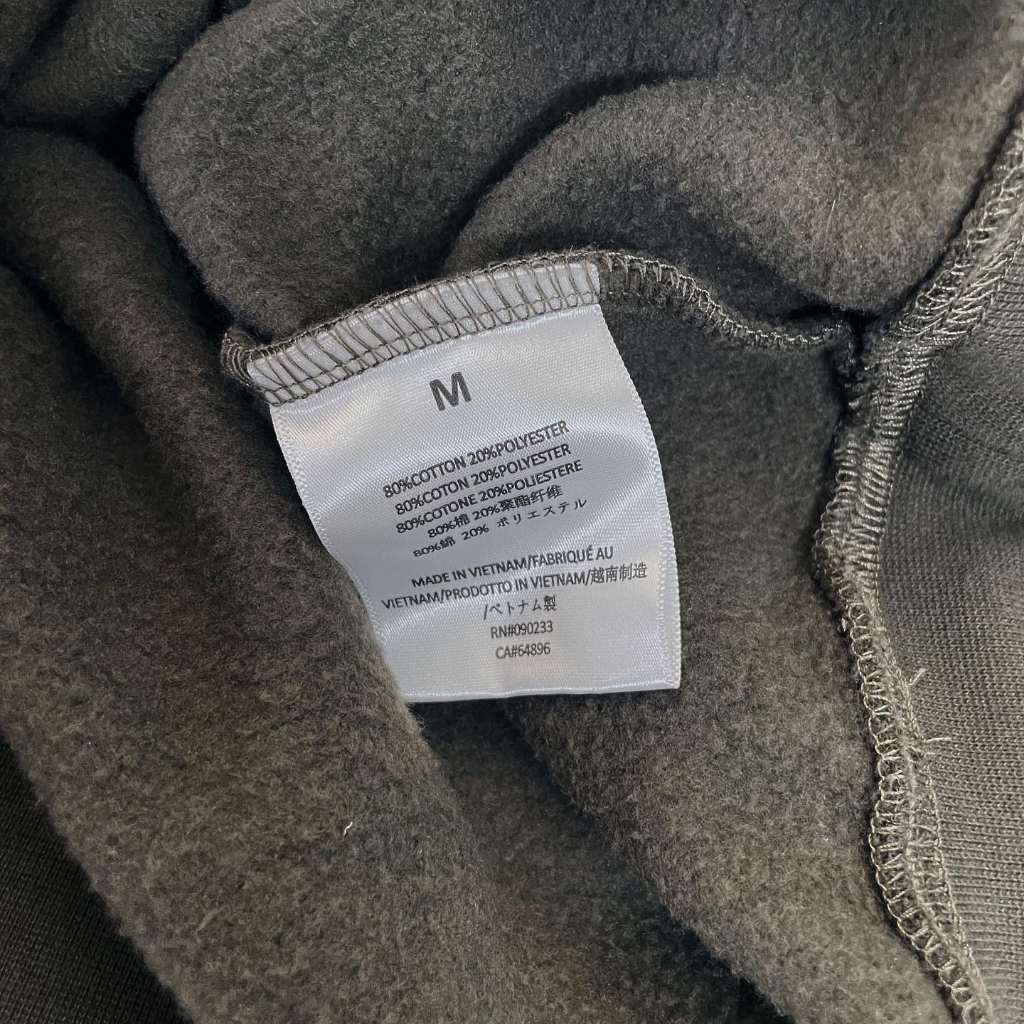 M
80%COTTON 20%POLYESTER
80%COTON 20%POLYESTER
80%COTONE 20%POLIESTERE
80%棉 20%聚酯纤维
80%綿 20% ポリエステル
MADE IN VIETNAM/FABRIQUÉ AU
VIETNAM/PRODOTTO IN VIETNAM/越南制造
/ベトナム製
RN#090233
CA#64896